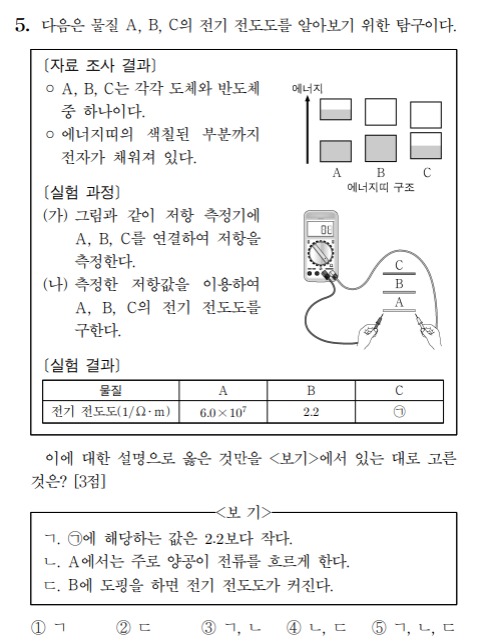 5. 다음은 물질 A, B, C의 전기 전도도를 알아보기 위한 탐구이다.
[자료 조사 결과]
○ A, B, C는 각각 도체와 반도체
중 하나이다.
○ 에너지띠의 색칠된 부분까지
전자가 채워져 있다.
에너지
A B C
에너지띠 구조
[실험 과정]
(가) 그림과 같이 저항 측정기에
A, B, C를 연결하여 저항을
측정한다.
(나) 측정한 저항값을 이용하여
A, B, C의 전기 전도도를
구한다.
C
B
A
[실험 결과]
물질 A B C
전기 전도도(1/Ω·m) 6.0×10⁷ 2.2 ㉠
이에 대한 설명으로 옳은 것만을 <보기>에서 있는 대로 고른
것은? [3점]
<보 기>
ㄱ. ㉠에 해당하는 값은 2.2보다 작다.
ㄴ. A에서는 주로 양공이 전류를 흐르게 한다.
ㄷ. B에 도핑을 하면 전기 전도도가 커진다.
① ㄱ ② ㄷ ③ ㄱ, ㄴ ④ ㄴ, ㄷ ⑤ ㄱ, ㄴ, ㄷ